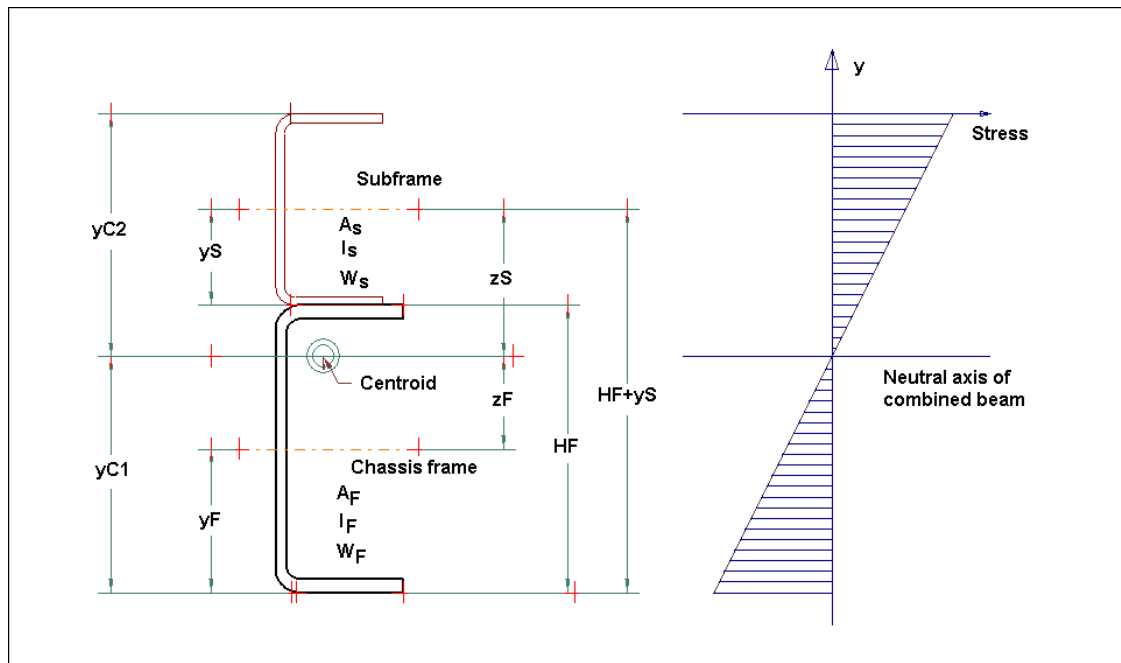 y
Stress
Subframe
As
Is
Ws
yC2
yS
zS
Centroid
zF
HF+yS
HF
Neutral axis of
combined beam
Chassis frame
AF
IF
WF
yC1
yF